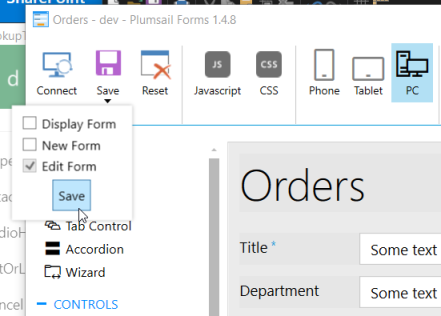 SharePoint
Orders - dev - Plumsail Forms 1.4.8
ookupT
d
Connect
Save
Reset
JS
Javascript
CSS
CSS
Phone
Tablet
PC
Display Form
New Form
Edit Form
Save
Tab Control
Accordion
Wizard
CONTROLS
Orders
Title *
Some text
Department
Some text
dioH
tOrL
ncel